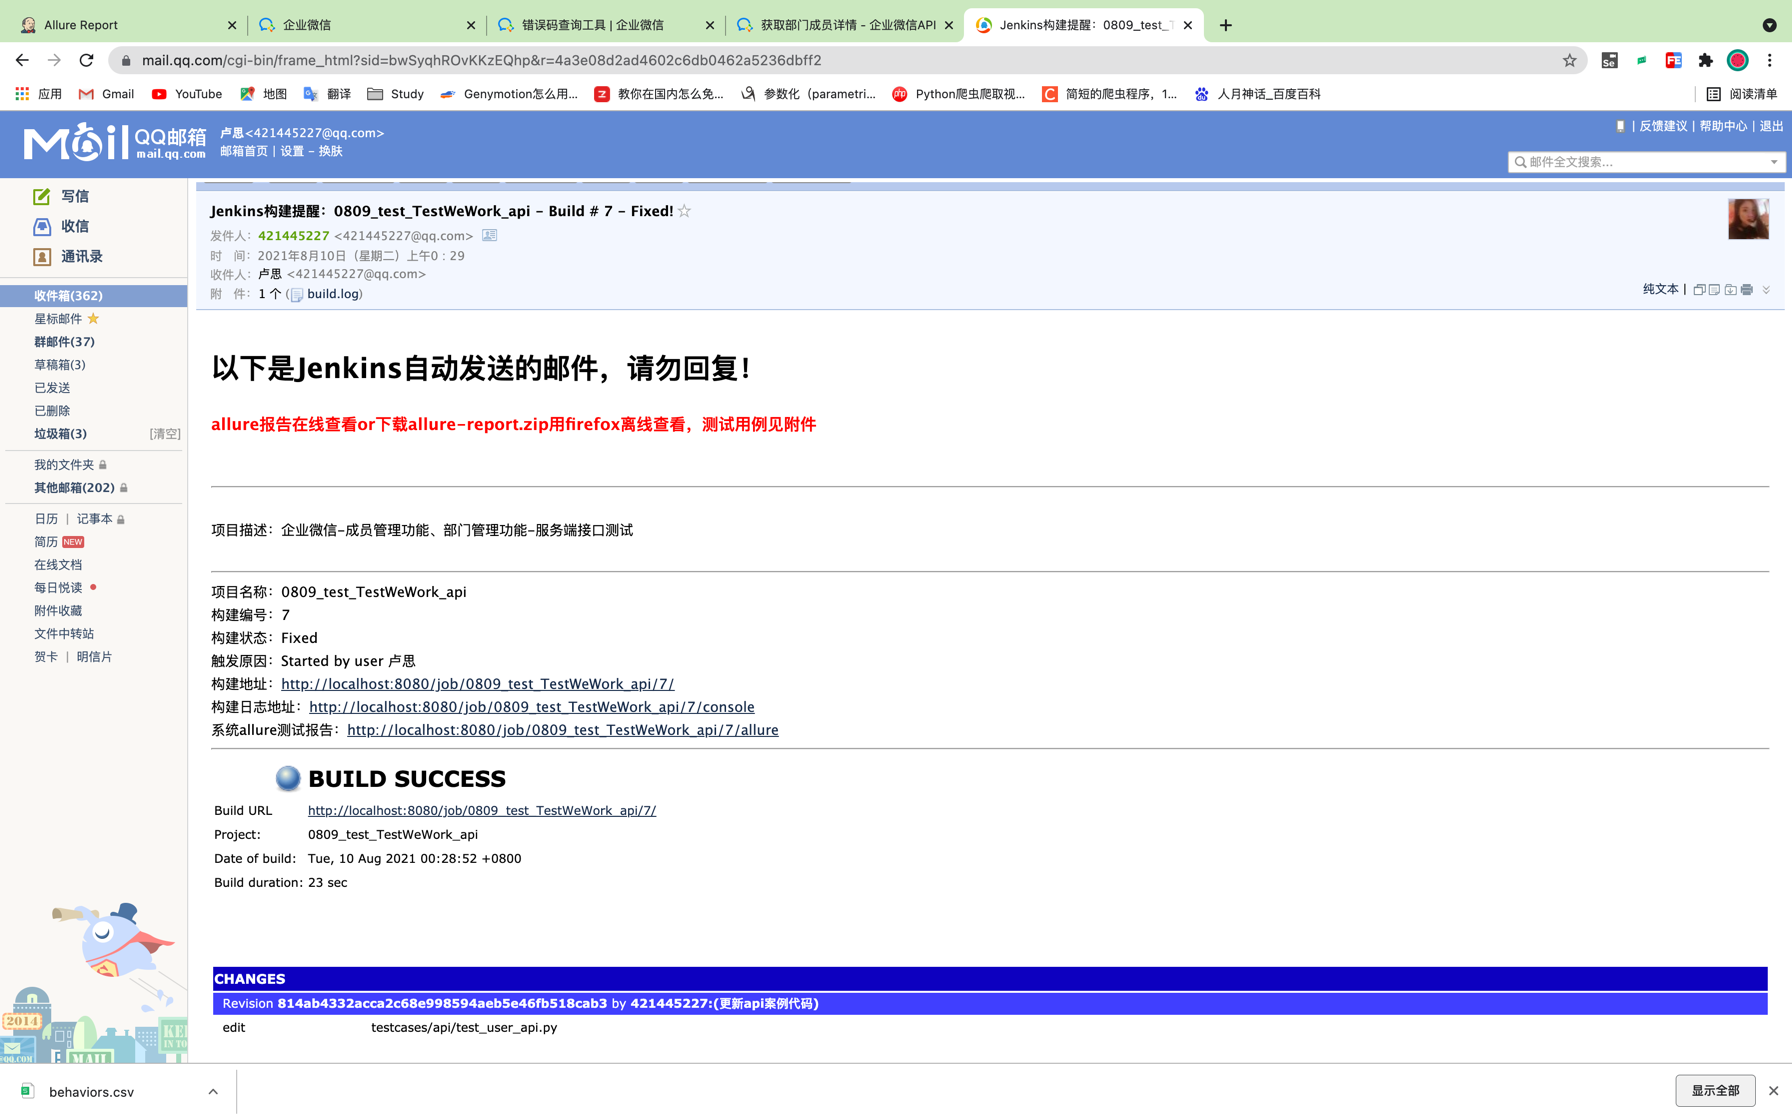 Allure Report
企业微信
错误码查询工具 | 企业微信
获取部门成员详情 - 企业微信API
Jenkins构建提醒：0809_test_T
mail.qq.com/cgi-bin/frame_html?sid=bwSyqhROvKKzEQhp&r=4a3e08d2ad4602c6db0462a5236dbff2
应用
Gmail
YouTube
地图
翻译
Study
Genymotion怎么用...
教你在国内怎么免...
参数化（parametri...
Python爬虫爬取视...
简短的爬虫程序，1...
人月神话_百度百科
阅读清单
Mail QQ邮箱
mail.qq.com
卢思<421445227@qq.com>
邮箱首页 | 设置 - 换肤
| 反馈建议 | 帮助中心 | 退出
邮件全文搜索...
写信
收信
通讯录
收件箱(362)
星标邮件
群邮件(37)
草稿箱(3)
已发送
已删除
垃圾箱(3) [清空]
我的文件夹
其他邮箱(202)
日历 | 记事本
简历 NEW
在线文档
每日悦读
附件收藏
文件中转站
贺卡 | 明信片
2014
MAIL
Jenkins构建提醒：0809_test_TestWeWork_api - Build # 7 - Fixed!
发件人：421445227 <421445227@qq.com>
时 间：2021年8月10日（星期二）上午0:29
收件人：卢思 <421445227@qq.com>
附 件：1 个 ( build.log)
纯文本 |
以下是Jenkins自动发送的邮件，请勿回复！
allure报告在线查看or下载allure-report.zip用firefox离线查看，测试用例见附件
项目描述：企业微信-成员管理功能、部门管理功能-服务端接口测试
项目名称：0809_test_TestWeWork_api
构建编号：7
构建状态：Fixed
触发原因：Started by user 卢思
构建地址：http://localhost:8080/job/0809_test_TestWeWork_api/7/
构建日志地址：http://localhost:8080/job/0809_test_TestWeWork_api/7/console
系统allure测试报告：http://localhost:8080/job/0809_test_TestWeWork_api/7/allure
BUILD SUCCESS
Build URL http://localhost:8080/job/0809_test_TestWeWork_api/7/
Project: 0809_test_TestWeWork_api
Date of build: Tue, 10 Aug 2021 00:28:52 +0800
Build duration: 23 sec
CHANGES
Revision 814ab4332acca2c68e998594aeb5e46fb518cab3 by 421445227:(更新api案例代码)
edit testcases/api/test_user_api.py
behaviors.csv
显示全部